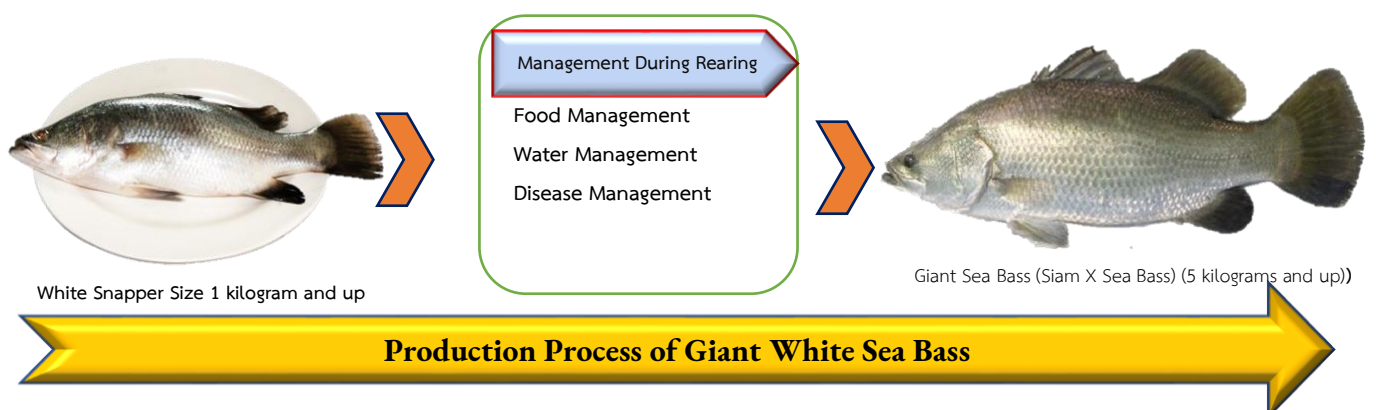 Management During Rearing
Food Management
Water Management
Disease Management
White Snapper Size 1 kilogram and up
Giant Sea Bass (Siam X Sea Bass) (5 kilograms and up))
Production Process of Giant White Sea Bass